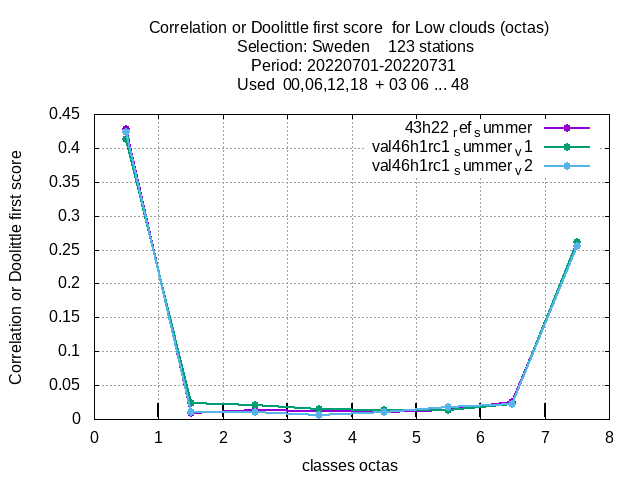 Correlation or Doolittle first score  for Low clouds (octas)
Selection: Sweden    123 stations
Period: 20220701-20220731
Used  00,06,12,18  + 03 06 ... 48
43h22 ref summer
val46h1rc1 summer v1
val46h1rc1 summer v2
Correlation or Doolittle first score
0.45
0.4
0.35
0.3
0.25
0.2
0.15
0.1
0.05
0
0 1 2 3 4 5 6 7 8
classes octas